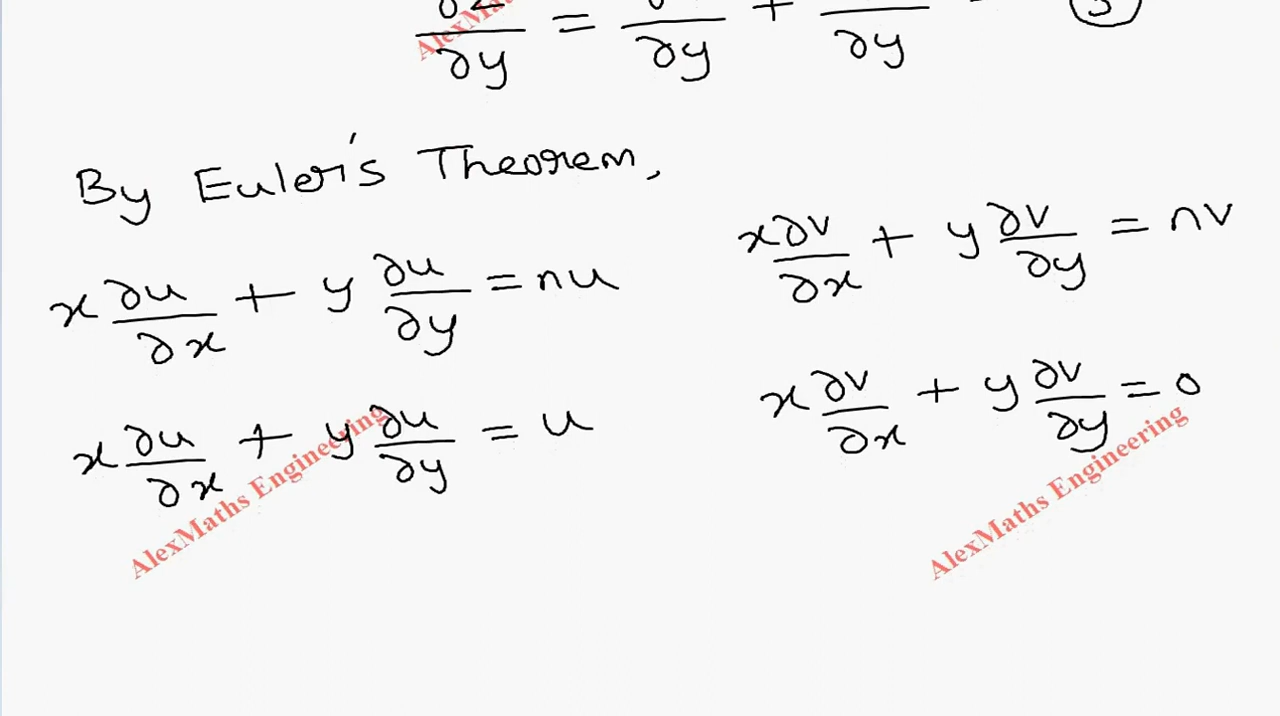 ∂y = ∂y + ∂y
By Euler's Theorem,
x ∂u/∂x + y ∂u/∂y = nu
x ∂u/∂x + y ∂u/∂y = u
x ∂v/∂x + y ∂v/∂y = nv
x ∂v/∂x + y ∂v/∂y = 0
AlexMaths Engineering
AlexMaths Engineering